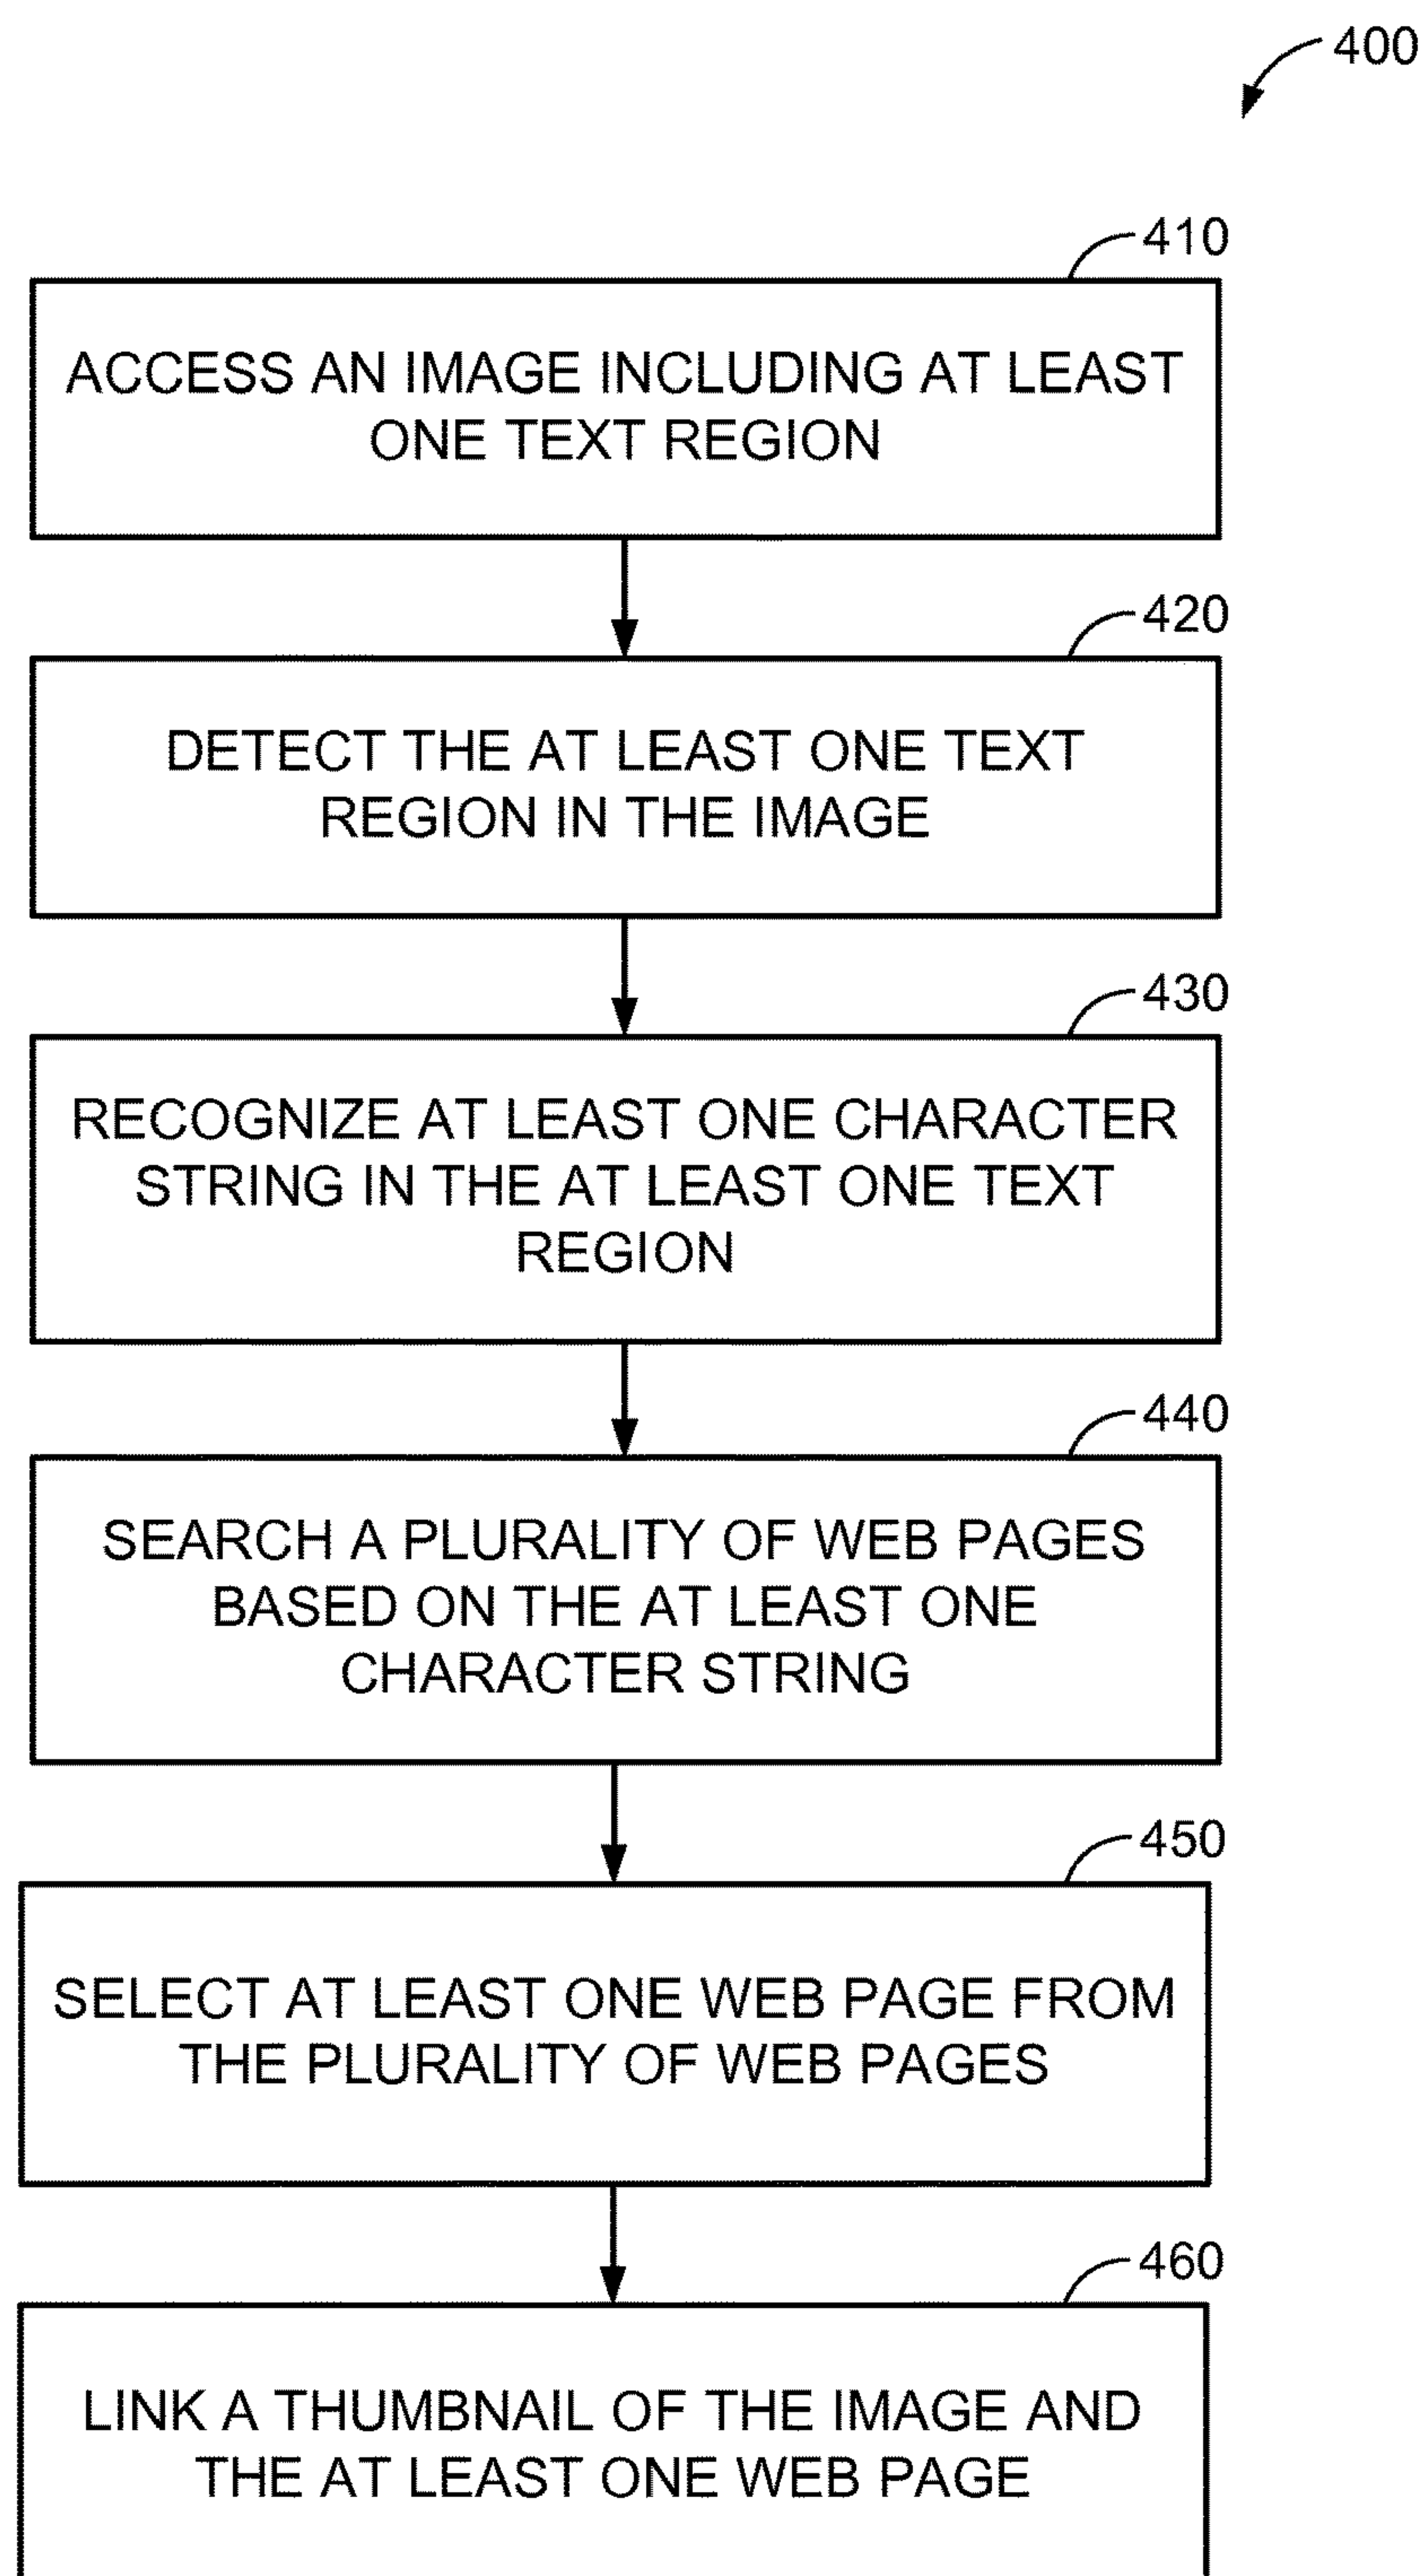 400
410
ACCESS AN IMAGE INCLUDING AT LEAST
ONE TEXT REGION
420
DETECT THE AT LEAST ONE TEXT
REGION IN THE IMAGE
430
RECOGNIZE AT LEAST ONE CHARACTER
STRING IN THE AT LEAST ONE TEXT
REGION
440
SEARCH A PLURALITY OF WEB PAGES
BASED ON THE AT LEAST ONE
CHARACTER STRING
450
SELECT AT LEAST ONE WEB PAGE FROM
THE PLURALITY OF WEB PAGES
460
LINK A THUMBNAIL OF THE IMAGE AND
THE AT LEAST ONE WEB PAGE